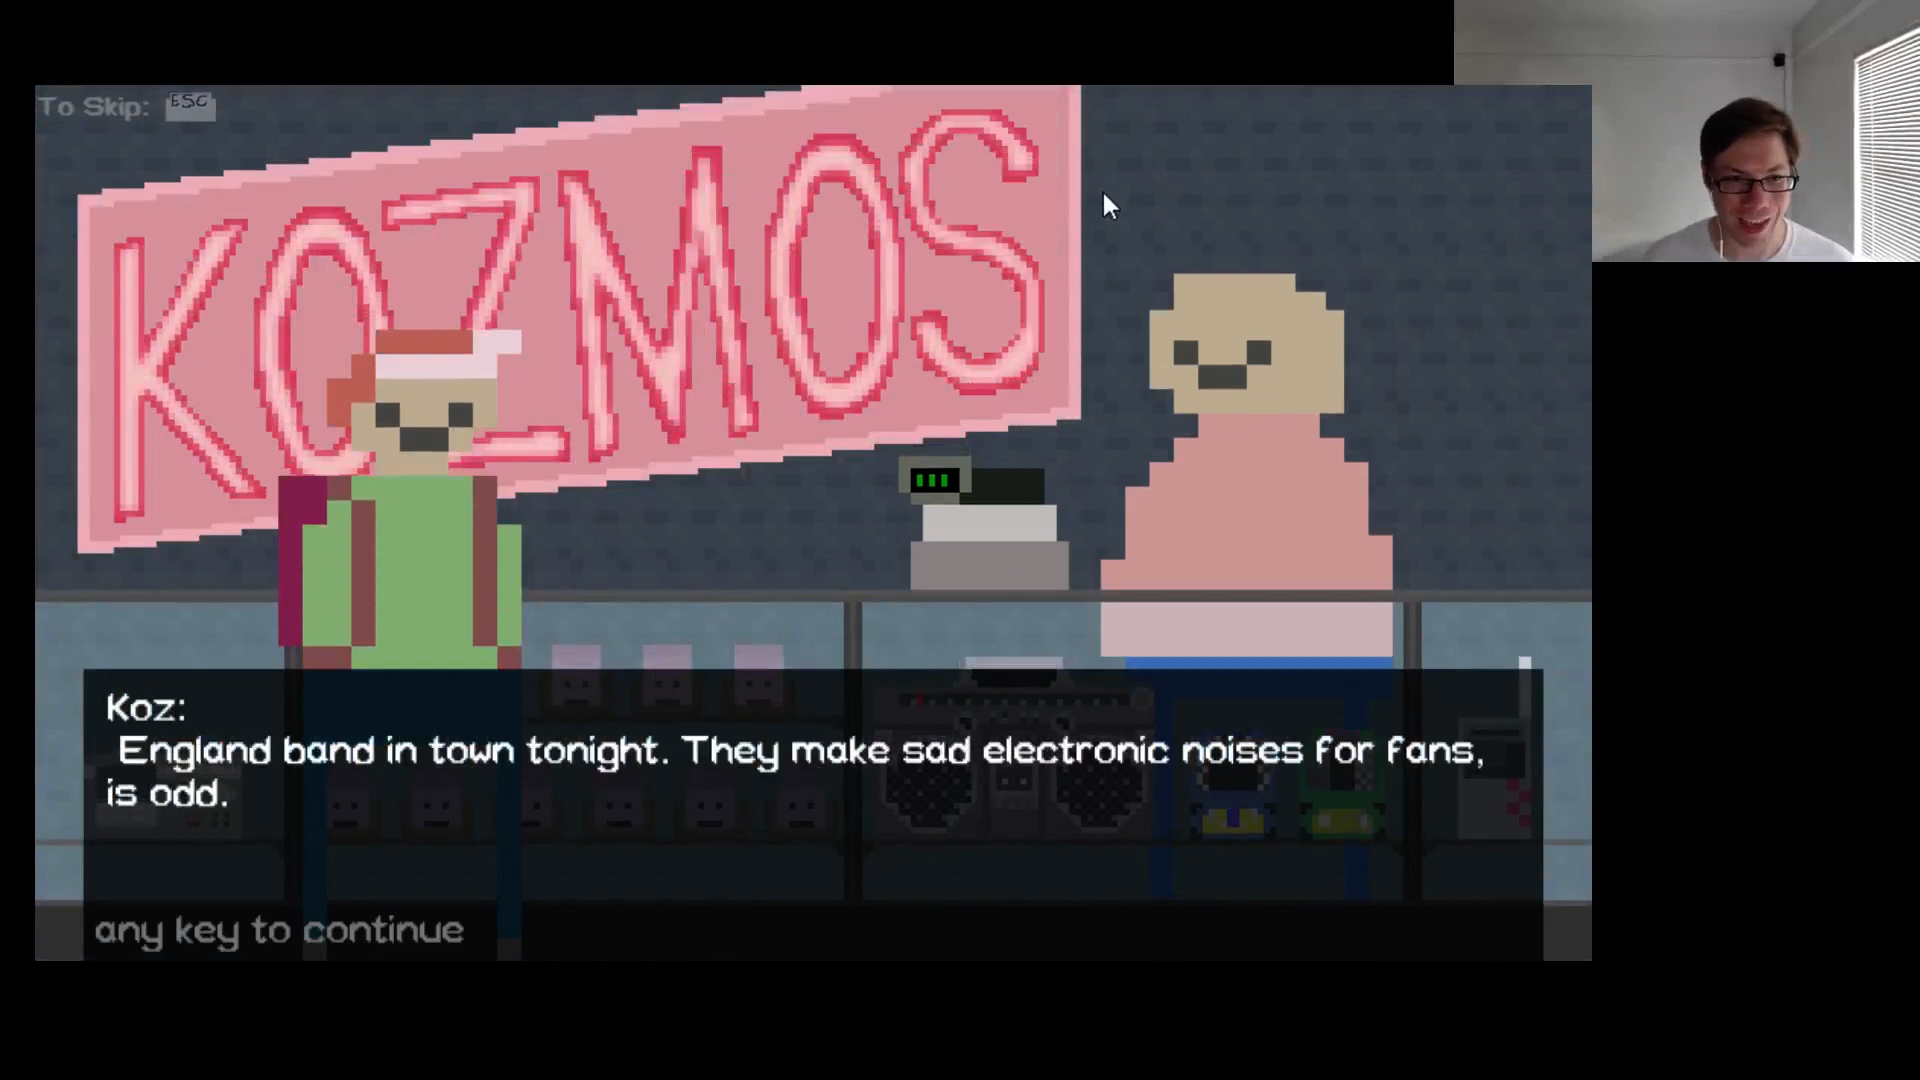 To Skip: ESC
KOZMOS
Koz:
England band in town tonight. They make sad electronic noises for fans,
is odd.
any key to continue